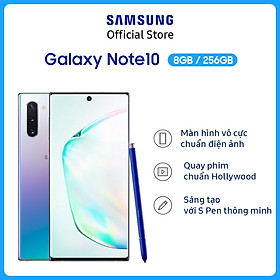 SAMSUNG
Official Store
Galaxy Note10 8GB / 256GB
Màn hình vô cực
chuẩn điện ảnh
Quay phim
chuẩn Hollywood
Sáng tạo
với S Pen thông minh